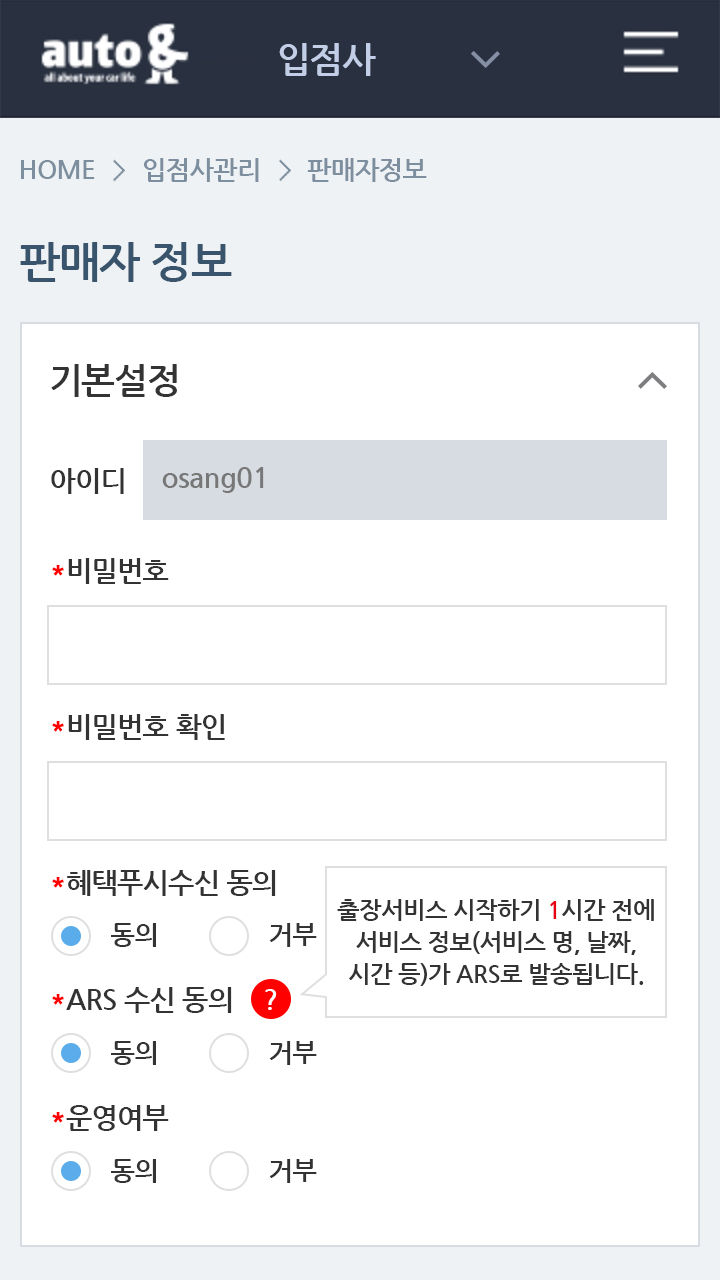 auto &
all about your car life
입점사
HOME > 입점사관리 > 판매자정보
판매자 정보
기본설정
아이디 osang01
*비밀번호
*비밀번호 확인
*혜택푸시수신 동의
동의 거부
출장서비스 시작하기 1시간 전에
서비스 정보(서비스 명, 날짜,
시간 등)가 ARS로 발송됩니다.
*ARS 수신 동의 ?
동의 거부
*운영여부
동의 거부